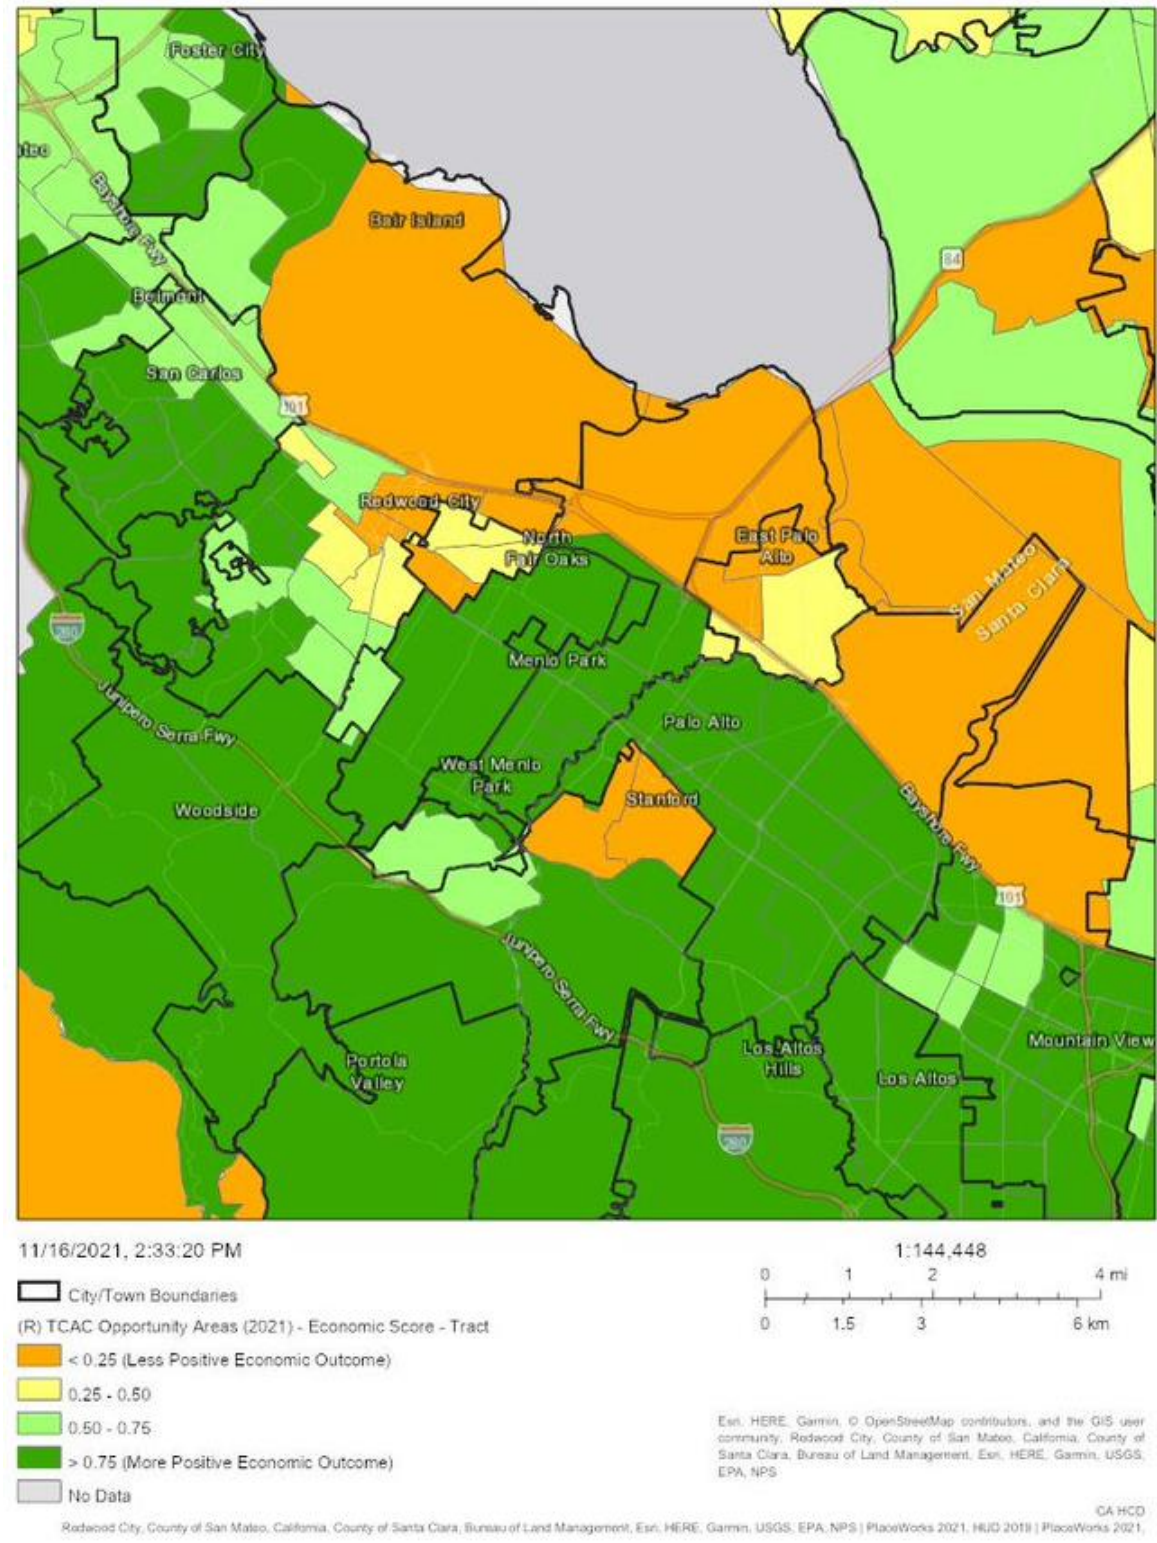 Foster City
teo
Bayshore Fwy
Bair Island
84
Belmont
San Carlos
101
Redwood City
North
Fair Oaks
East Palo
Alto
San Mateo
Santa Clara
280
Menlo Park
Junipero Serra Fwy
Palo Alto
West Menlo
Park
Stanford
Woodside
Bayshore Fwy
101
Junipero Serra Fwy
Portola
Valley
Los Altos
Hills
Mountain View
Los Altos
280
11/16/2021, 2:33:20 PM
1:144,448
0 1 2 4 mi
0 1.5 3 6 km
City/Town Boundaries
(R) TCAC Opportunity Areas (2021) - Economic Score - Tract
< 0.25 (Less Positive Economic Outcome)
0.25 - 0.50
0.50 - 0.75
> 0.75 (More Positive Economic Outcome)
No Data
Esri, HERE, Garmin, © OpenStreetMap contributors, and the GIS user
community, Redwood City, County of San Mateo, California, County of
Santa Clara, Bureau of Land Management, Esri, HERE, Garmin, USGS,
EPA, NPS
CA HCD
Redwood City, County of San Mateo, California, County of Santa Clara, Bureau of Land Management, Esri, HERE, Garmin, USGS, EPA, NPS | PlaceWorks 2021, HUD 2019 | PlaceWorks 2021,